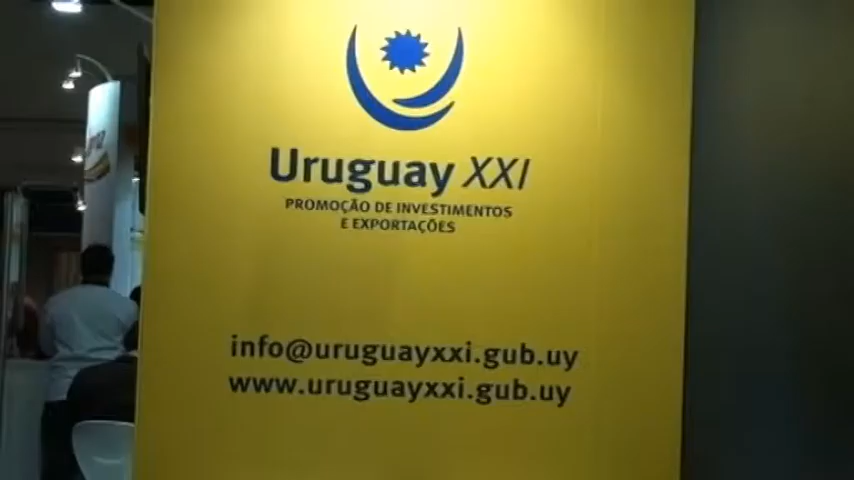 Uruguay XXI
PROMOÇÃO DE INVESTIMENTOS
E EXPORTAÇÕES
info@uruguayxxi.gub.uy
www.uruguayxxi.gub.uy